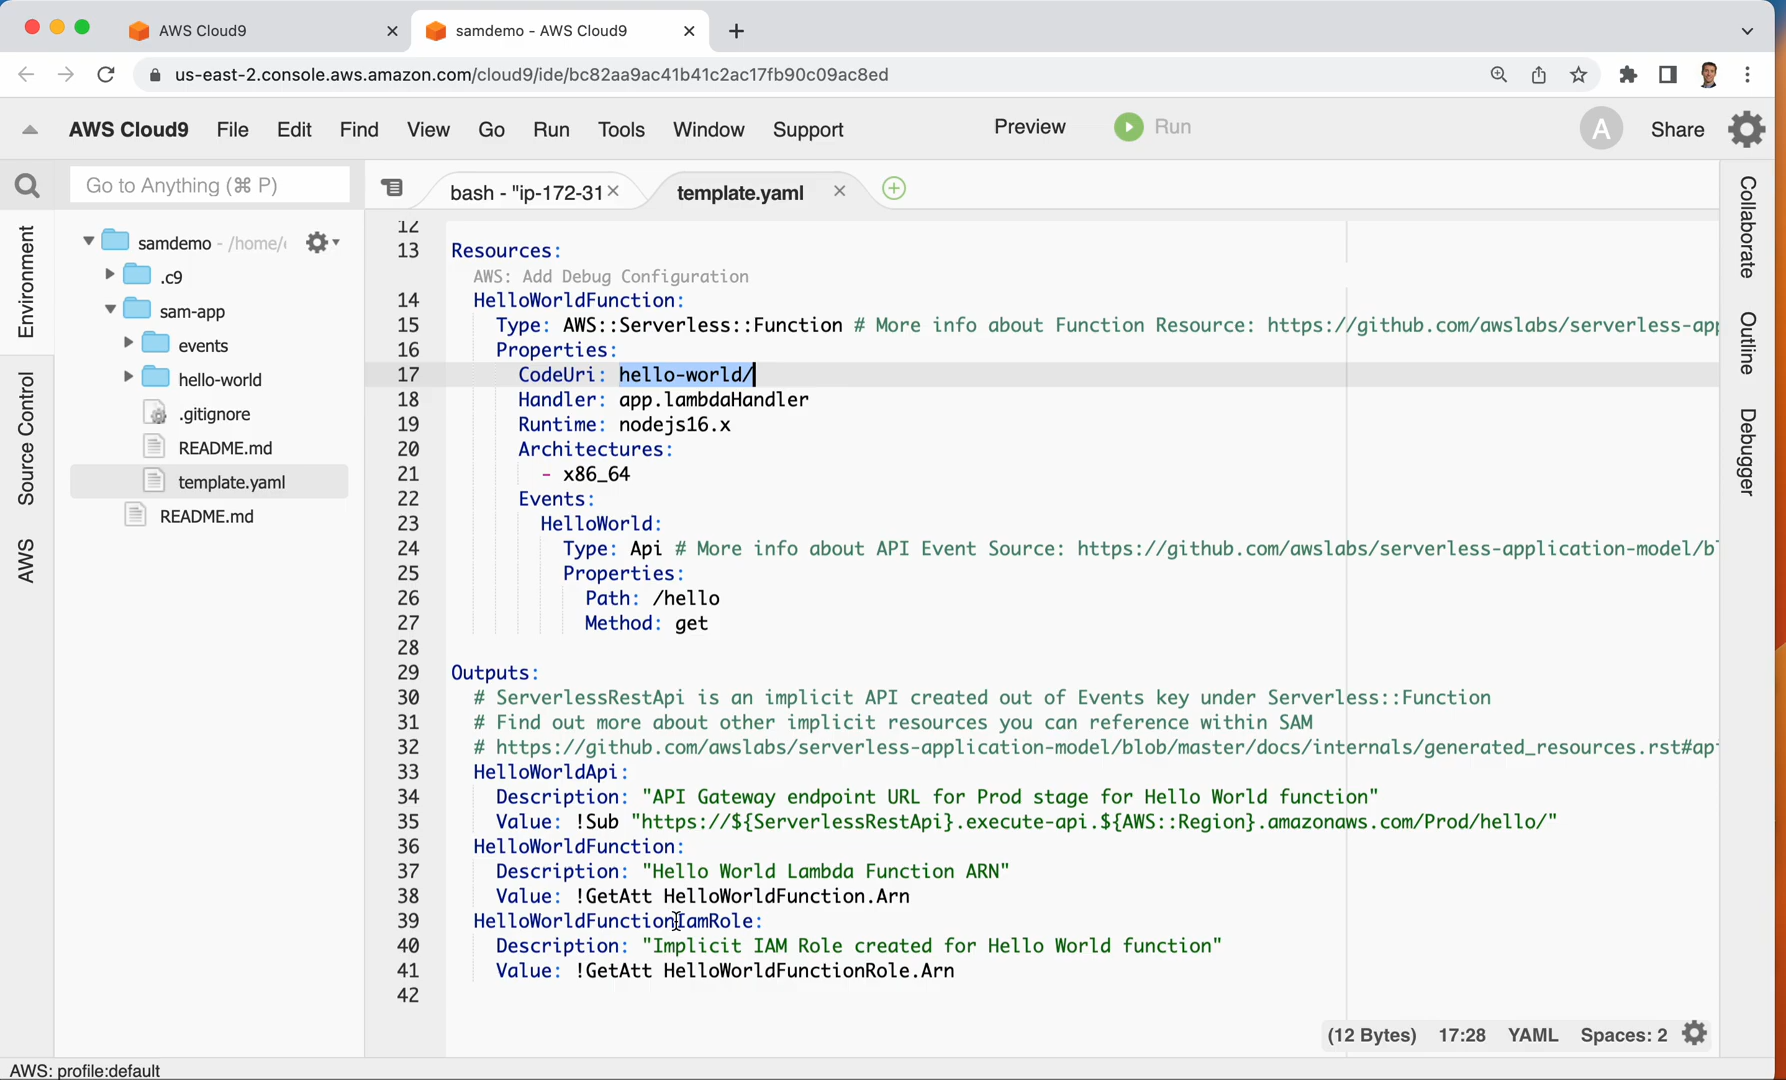 AWS Cloud9
samdemo - AWS Cloud9
us-east-2.console.aws.amazon.com/cloud9/ide/bc82aa9ac41b41c2ac17fb90c09ac8ed
AWS Cloud9 File Edit Find View Go Run Tools Window Support Preview Run A Share
Go to Anything (⌘ P)
bash - "ip-172-31
template.yaml
Environment
Source Control
AWS
samdemo - /home/
.c9
sam-app
events
hello-world
.gitignore
README.md
template.yaml
README.md
12
13 Resources:
AWS: Add Debug Configuration
14 HelloWorldFunction:
15 Type: AWS::Serverless::Function # More info about Function Resource: https://github.com/awslabs/serverless-app
16 Properties:
17 CodeUri: hello-world/
18 Handler: app.lambdaHandler
19 Runtime: nodejs16.x
20 Architectures:
21 - x86_64
22 Events:
23 HelloWorld:
24 Type: Api # More info about API Event Source: https://github.com/awslabs/serverless-application-model/bl
25 Properties:
26 Path: /hello
27 Method: get
28
29 Outputs:
30 # ServerlessRestApi is an implicit API created out of Events key under Serverless::Function
31 # Find out more about other implicit resources you can reference within SAM
32 # https://github.com/awslabs/serverless-application-model/blob/master/docs/internals/generated_resources.rst#api
33 HelloWorldApi:
34 Description: "API Gateway endpoint URL for Prod stage for Hello World function"
35 Value: !Sub "https://${ServerlessRestApi}.execute-api.${AWS::Region}.amazonaws.com/Prod/hello/"
36 HelloWorldFunction:
37 Description: "Hello World Lambda Function ARN"
38 Value: !GetAtt HelloWorldFunction.Arn
39 HelloWorldFunctionIamRole:
40 Description: "Implicit IAM Role created for Hello World function"
41 Value: !GetAtt HelloWorldFunctionRole.Arn
42
Collaborate
Outline
Debugger
(12 Bytes) 17:28 YAML Spaces: 2
AWS: profile:default